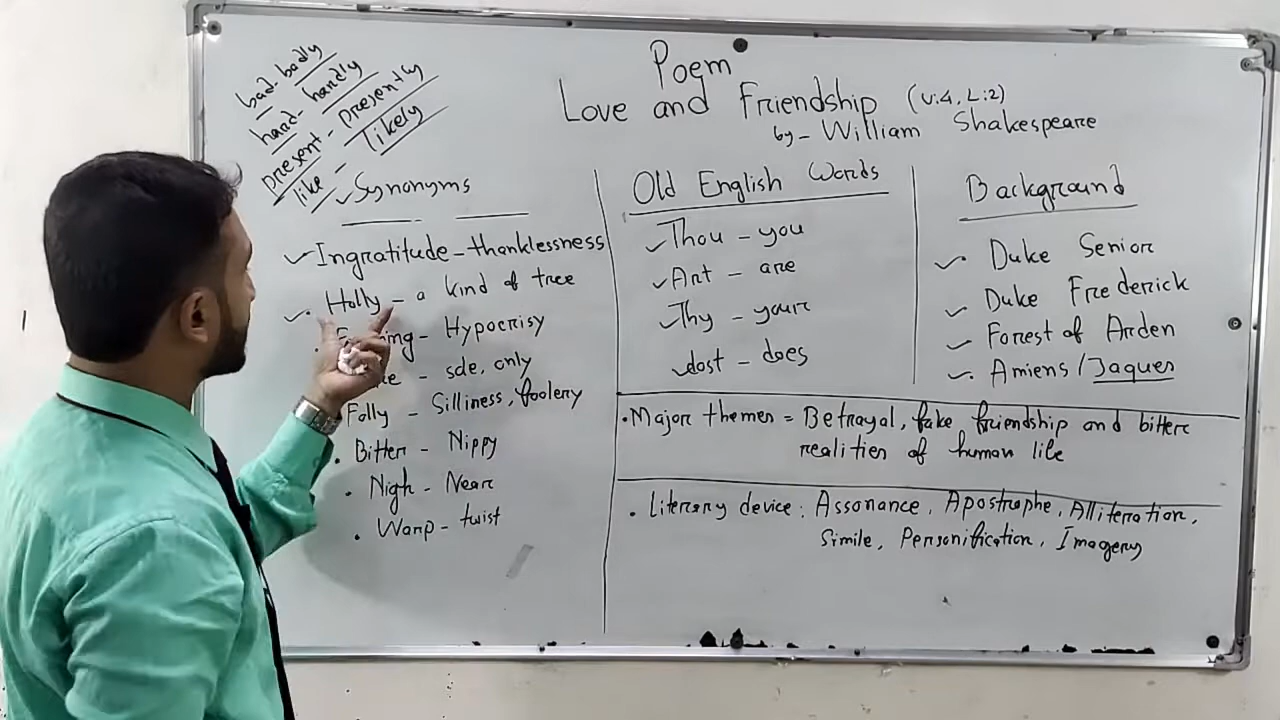 bad-badly
hard-hardly
present-presently
like-likely
Poem
Love and Friendship (U:4, L:2)
by- William Shakespeare
Synonyms
Ingratitude-thanklessness
Holly - a kind of tree
- Hypocrisy
- sole, only
Folly - Silliness, foolery
Bitter - Nippy
Nigh - Near
Warp - twist
Old English Words
Thou - you
Art - are
Thy - your
dost - does
Background
Duke Senior
Duke Frederick
Forest of Arden
Amiens/Jaques
• Major themes = Betrayal, fake friendship and bitter
realities of human life
• Literary device: Assonance, Apostrophe, Alliteration,
Simile, Personification, Imagery